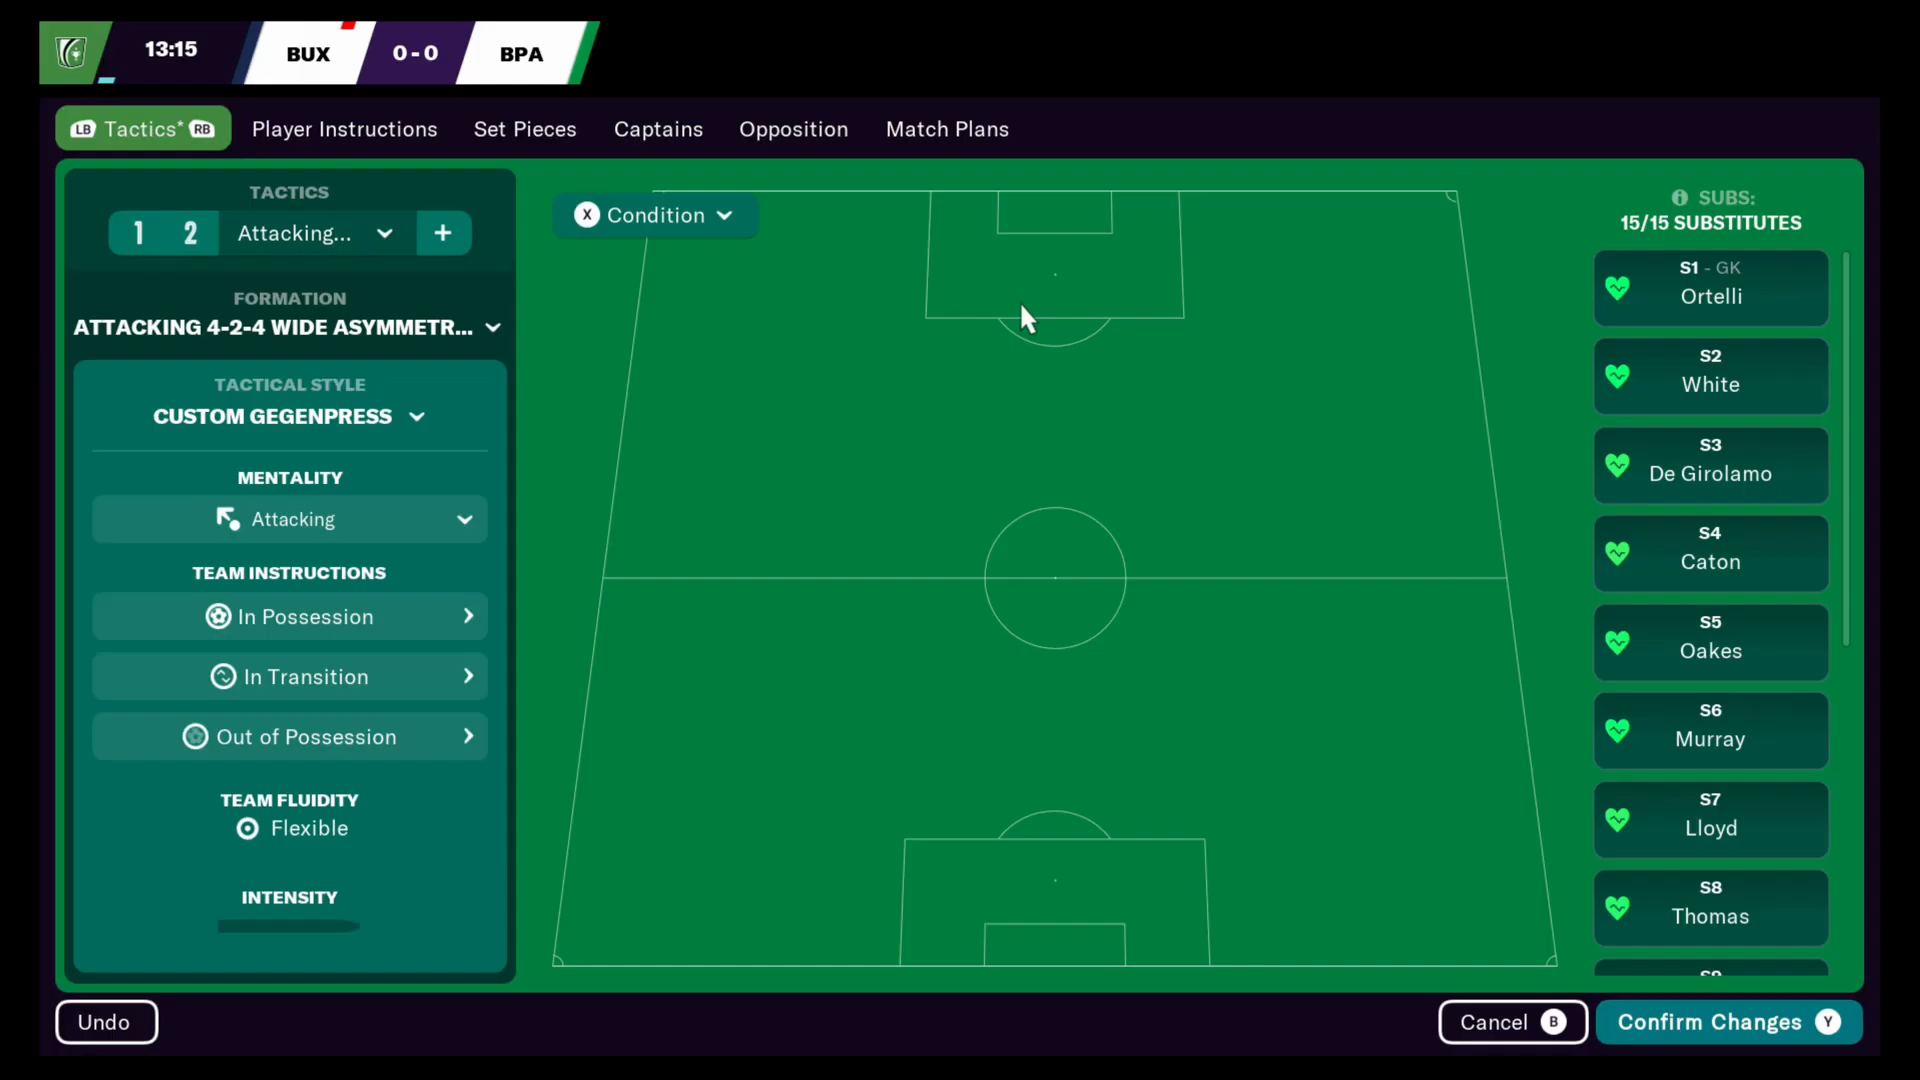 13:15
BUX
0 - 0
BPA
LB Tactics* RB
Player Instructions
Set Pieces
Captains
Opposition
Match Plans
TACTICS
1 2 Attacking... +
FORMATION
ATTACKING 4-2-4 WIDE ASYMMETR...
TACTICAL STYLE
CUSTOM GEGENPRESS
MENTALITY
Attacking
TEAM INSTRUCTIONS
In Possession
In Transition
Out of Possession
TEAM FLUIDITY
Flexible
INTENSITY
X Condition
SUBS:
15/15 SUBSTITUTES
S1 - GK
Ortelli
S2
White
S3
De Girolamo
S4
Caton
S5
Oakes
S6
Murray
S7
Lloyd
S8
Thomas
Undo
Cancel B
Confirm Changes Y